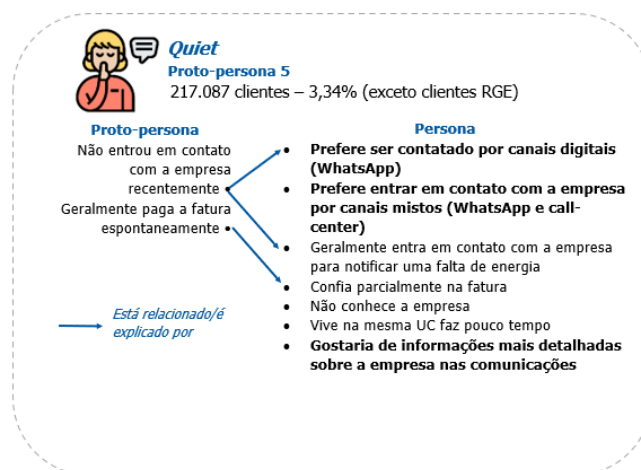 Quiet
Proto-persona 5
217.087 clientes – 3,34% (exceto clientes RGE)
Proto-persona
Não entrou em contato
com a empresa
recentemente •
Geralmente paga a fatura
espontaneamente •
Está relacionado/é
explicado por
Persona
• Prefere ser contatado por canais digitais
(WhatsApp)
• Prefere entrar em contato com a empresa
por canais mistos (WhatsApp e call-
center)
• Geralmente entra em contato com a empresa
para notificar uma falta de energia
• Confia parcialmente na fatura
• Não conhece a empresa
• Vive na mesma UC faz pouco tempo
• Gostaria de informações mais detalhadas
sobre a empresa nas comunicações